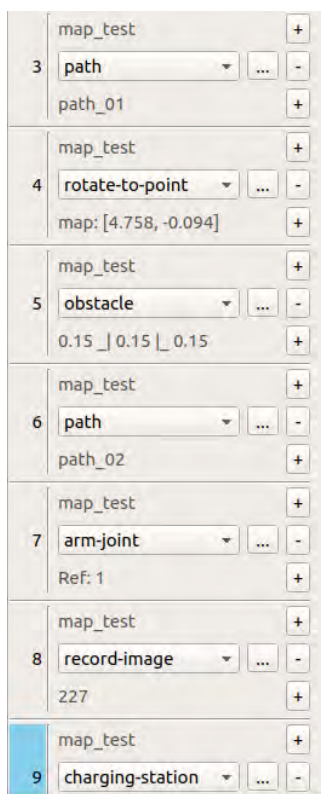 map_test +
3 path ... -
path_01 +
map_test +
4 rotate-to-point ... -
map: [4.758, -0.094] +
map_test +
5 obstacle ... -
0.15 _| 0.15 |_ 0.15 +
map_test +
6 path ... -
path_02 +
map_test +
7 arm-joint ... -
Ref: 1 +
map_test +
8 record-image ... -
227 +
map_test +
9 charging-station ... -